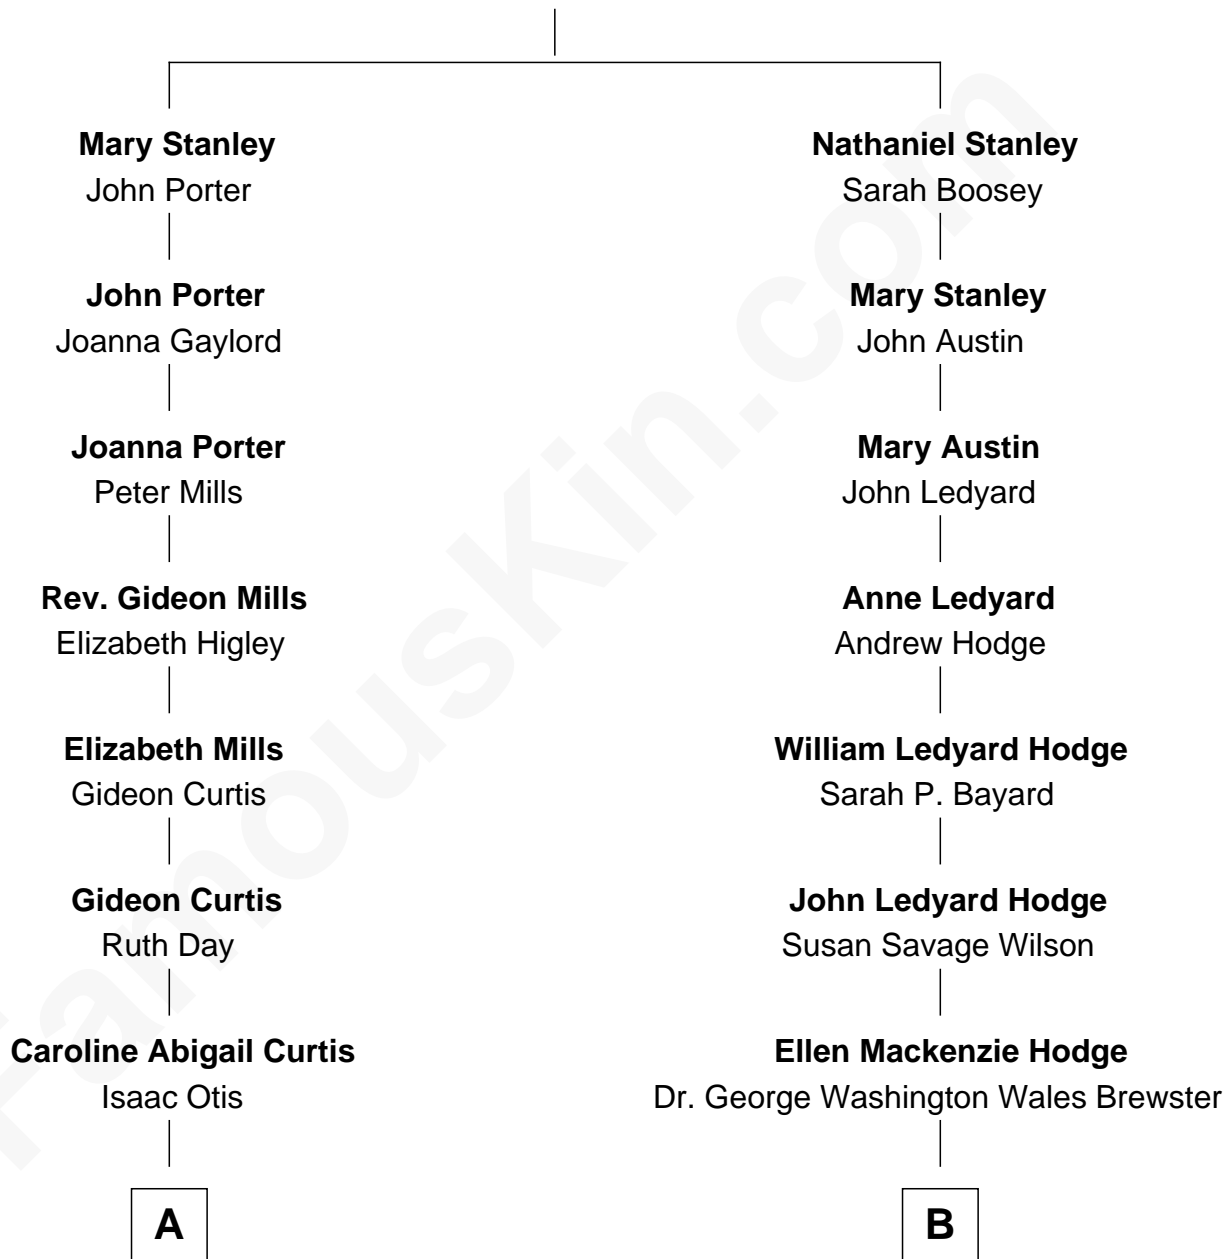 Mary Stanley
John Porter
John Porter
Joanna Gaylord
Joanna Porter
Peter Mills
Rev. Gideon Mills
Elizabeth Higley
Elizabeth Mills
Gideon Curtis
Gideon Curtis
Ruth Day
Caroline Abigail Curtis
Isaac Otis
A
Nathaniel Stanley
Sarah Boosey
Mary Stanley
John Austin
Mary Austin
John Ledyard
Anne Ledyard
Andrew Hodge
William Ledyard Hodge
Sarah P. Bayard
John Ledyard Hodge
Susan Savage Wilson
Ellen Mackenzie Hodge
Dr. George Washington Wales Brewster
B
FamousKin.com